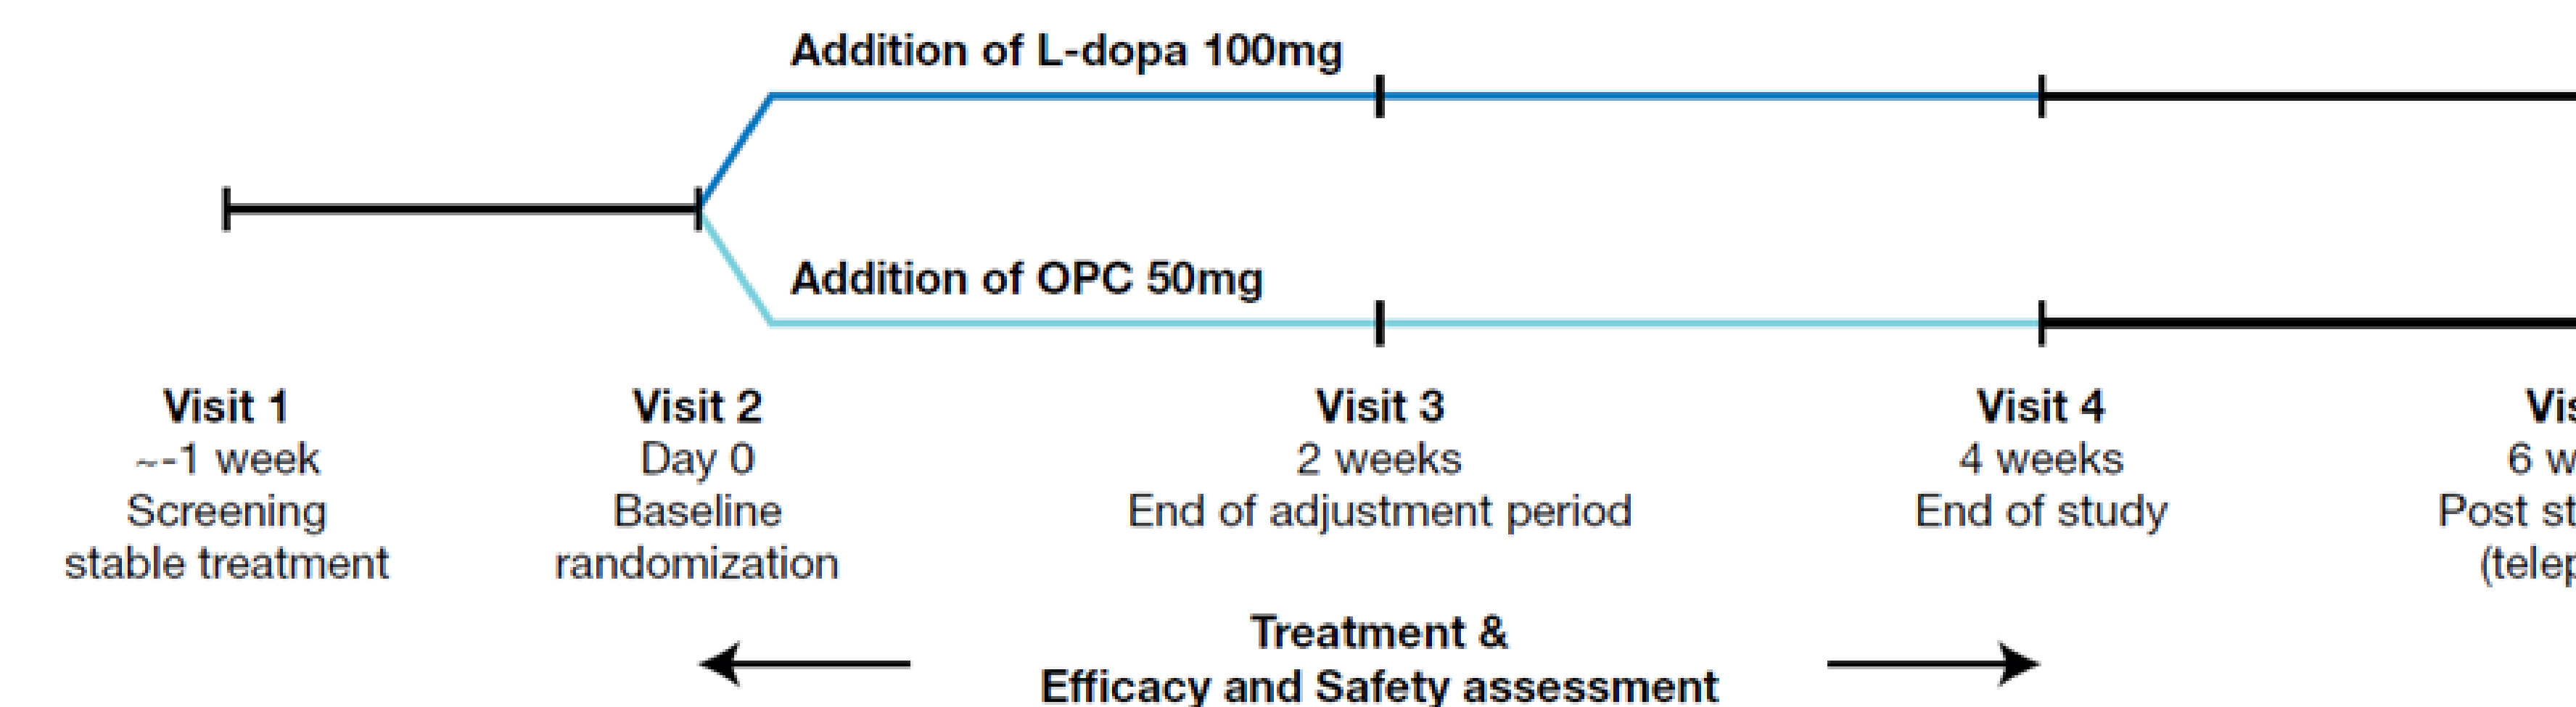 Addition of L-dopa 100mg
Addition of OPC 50mg
Visit 1
~-1 week
Screening
stable treatment
Visit 2
Day 0
Baseline
randomization
Visit 3
2 weeks
End of adjustment period
Visit 4
4 weeks
End of study
6
Post
Treatment &
Efficacy and Safety assessment